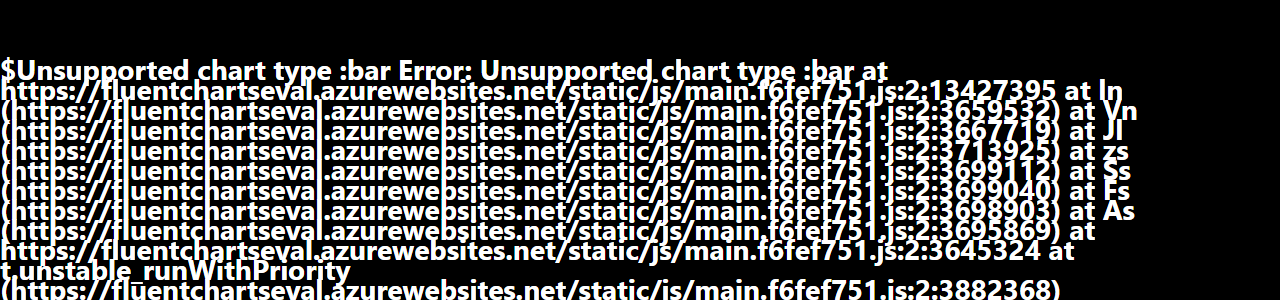 $Unsupported chart type :bar Error: Unsupported chart type :bar at
https://fluentchartseval.azurewebsites.net/static/js/main.f6fef751.js:2:13427395 at ln
(https://fluentchartseval.azurewebsites.net/static/js/main.f6fef751.js:2:3659532) at Vn
(https://fluentchartseval.azurewebsites.net/static/js/main.f6fef751.js:2:3667719) at Jl
(https://fluentchartseval.azurewebsites.net/static/js/main.f6fef751.js:2:3713925) at zs
(https://fluentchartseval.azurewebsites.net/static/js/main.f6fef751.js:2:3699112) at Ss
(https://fluentchartseval.azurewebsites.net/static/js/main.f6fef751.js:2:3699040) at Fs
(https://fluentchartseval.azurewebsites.net/static/js/main.f6fef751.js:2:3698903) at As
(https://fluentchartseval.azurewebsites.net/static/js/main.f6fef751.js:2:3695869) at
https://fluentchartseval.azurewebsites.net/static/js/main.f6fef751.js:2:3645324 at
t.unstable_runWithPriority
(https://fluentchartseval.azurewebsites.net/static/js/main.f6fef751.js:2:3882368)